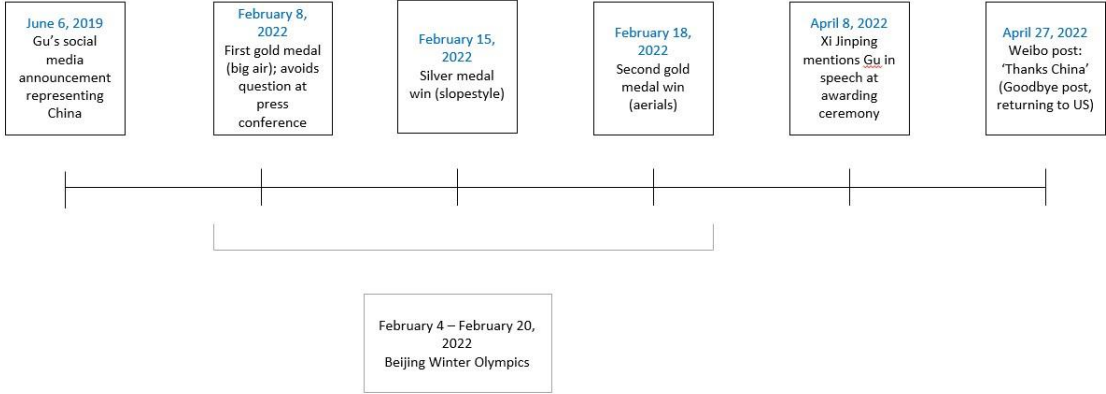 June 6, 2019
Gu’s social
media
announcement
representing
China
February 8,
2022
First gold medal
(big air); avoids
question at
press
conference
February 15,
2022
Silver medal
win (slopestyle)
February 18,
2022
Second gold
medal win
(aerials)
April 8, 2022
Xi Jinping
mentions Gu in
speech at
awarding
ceremony
April 27, 2022
Weibo post:
‘Thanks China’
(Goodbye post,
returning to US)
February 4 – February 20,
2022
Beijing Winter Olympics